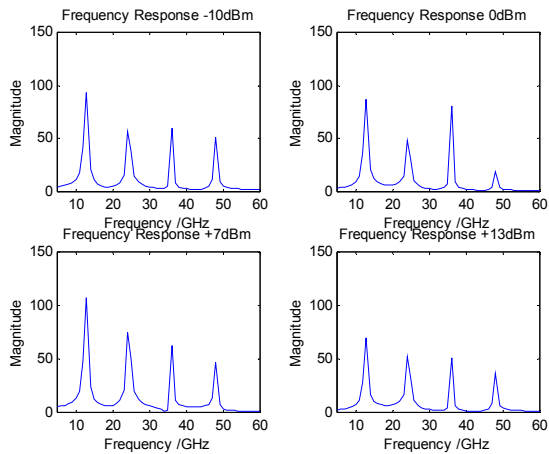 Frequency Response -10dBm
150
100
50
0
Magnitude
10 20 30 40 50 60
Frequency /GHz
Frequency Response 0dBm
150
100
50
0
Magnitude
10 20 30 40 50 60
Frequency /GHz
Frequency Response +7dBm
150
100
50
0
Magnitude
10 20 30 40 50 60
Frequency /GHz
Frequency Response +13dBm
150
100
50
0
Magnitude
10 20 30 40 50 60
Frequency /GHz